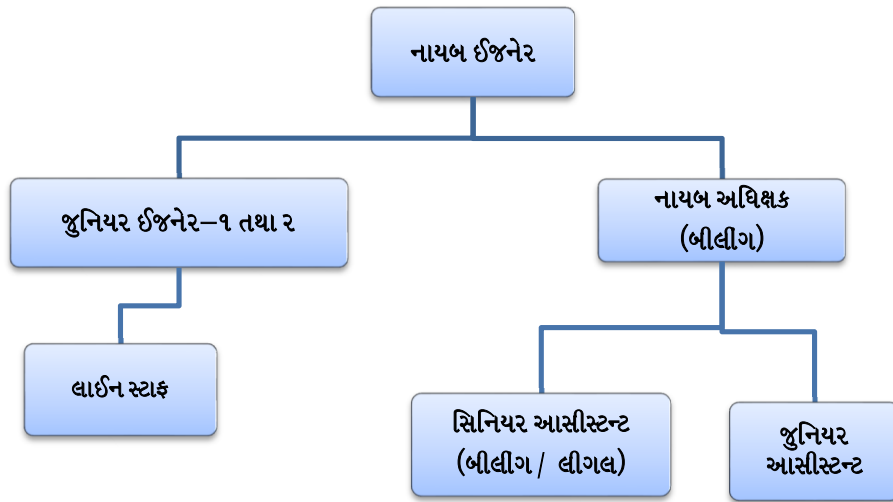 નાયબ ઈજનેર
જુનિયર ઈજનેર–૧ તથા ૨
નાયબ અધિક્ષક
(બીલીંગ)
લાઈન સ્ટાફ
સિનિયર આસીસ્ટન્ટ
(બીલીંગ / લીગલ)
જુનિયર
આસીસ્ટન્ટ